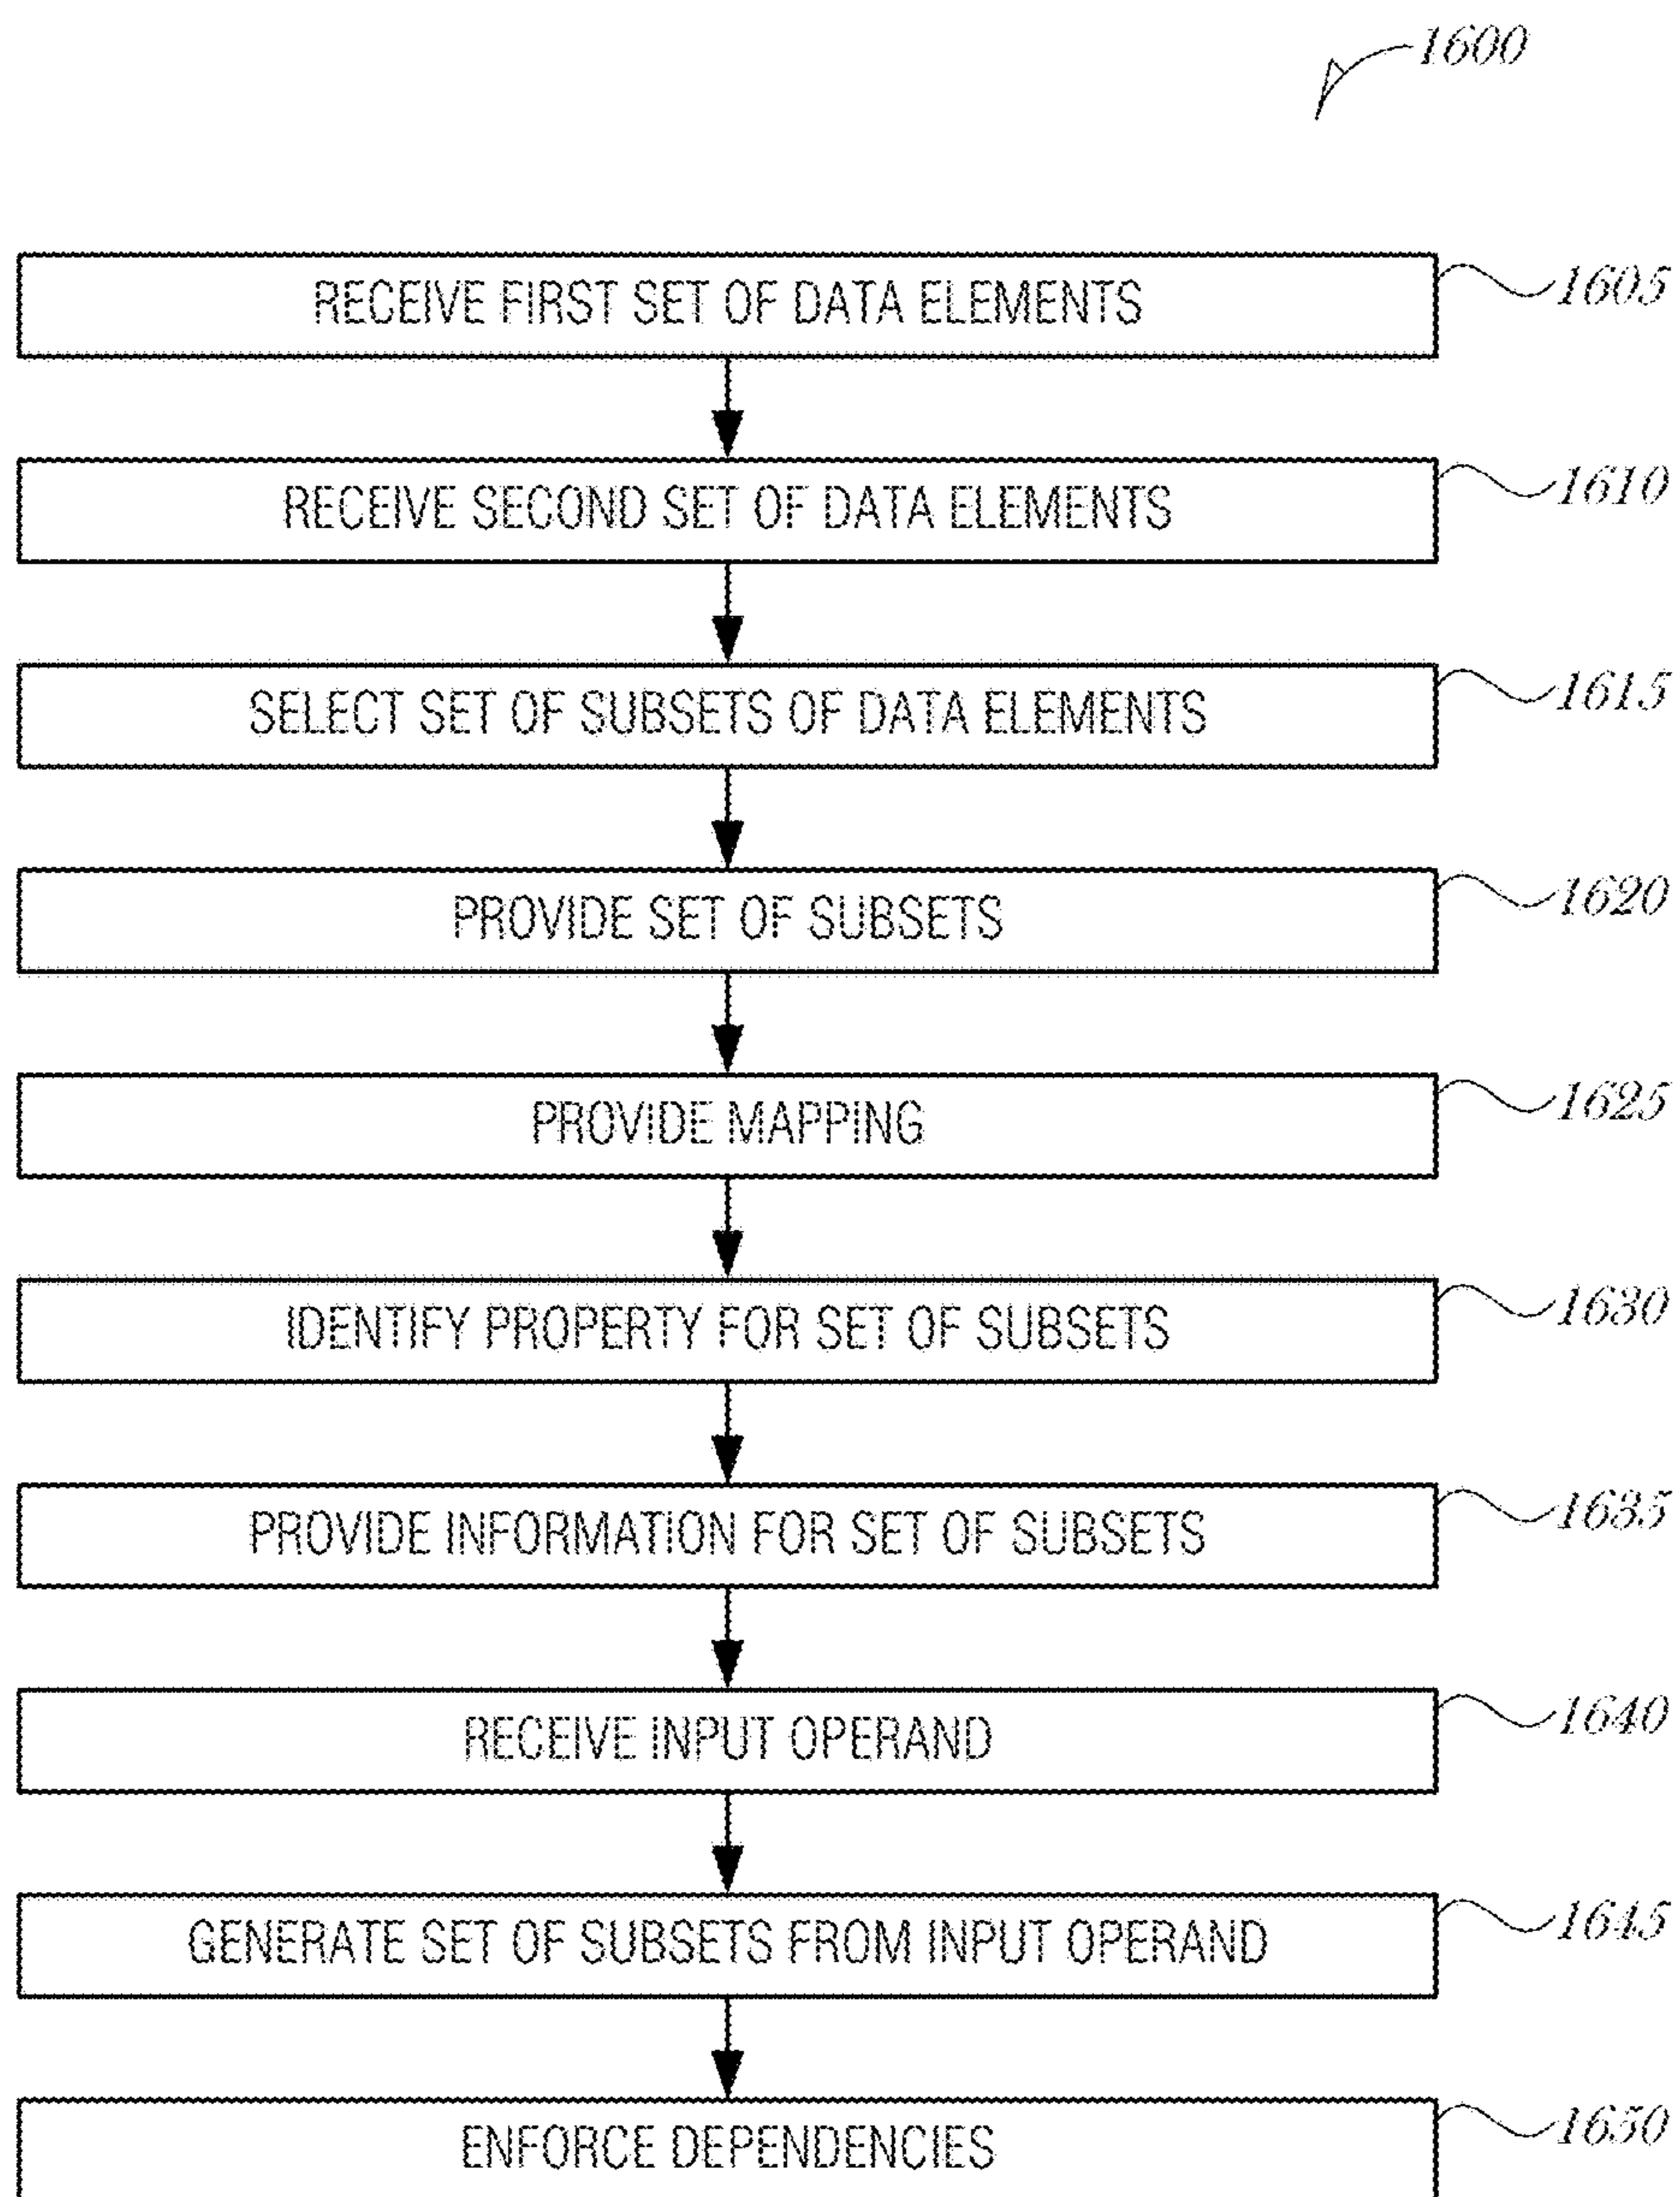 1600
RECEIVE FIRST SET OF DATA ELEMENTS 1605
RECEIVE SECOND SET OF DATA ELEMENTS 1610
SELECT SET OF SUBSETS OF DATA ELEMENTS 1615
PROVIDE SET OF SUBSETS 1620
PROVIDE MAPPING 1625
IDENTIFY PROPERTY FOR SET OF SUBSETS 1630
PROVIDE INFORMATION FOR SET OF SUBSETS 1635
RECEIVE INPUT OPERAND 1640
GENERATE SET OF SUBSETS FROM INPUT OPERAND 1645
ENFORCE DEPENDENCIES 1650